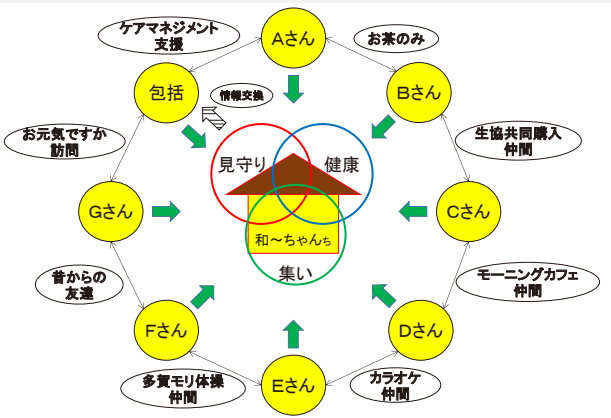 ケアマネジメント
支援
Aさん
お茶のみ
包括
情報交換
Bさん
お元気ですか
訪問
見守り
健康
生協共同購入
仲間
Gさん
和～ちゃんち
Cさん
集い
昔からの
友達
モーニングカフェ
仲間
Fさん
Dさん
多賀モリ体操
仲間
Eさん
カラオケ
仲間